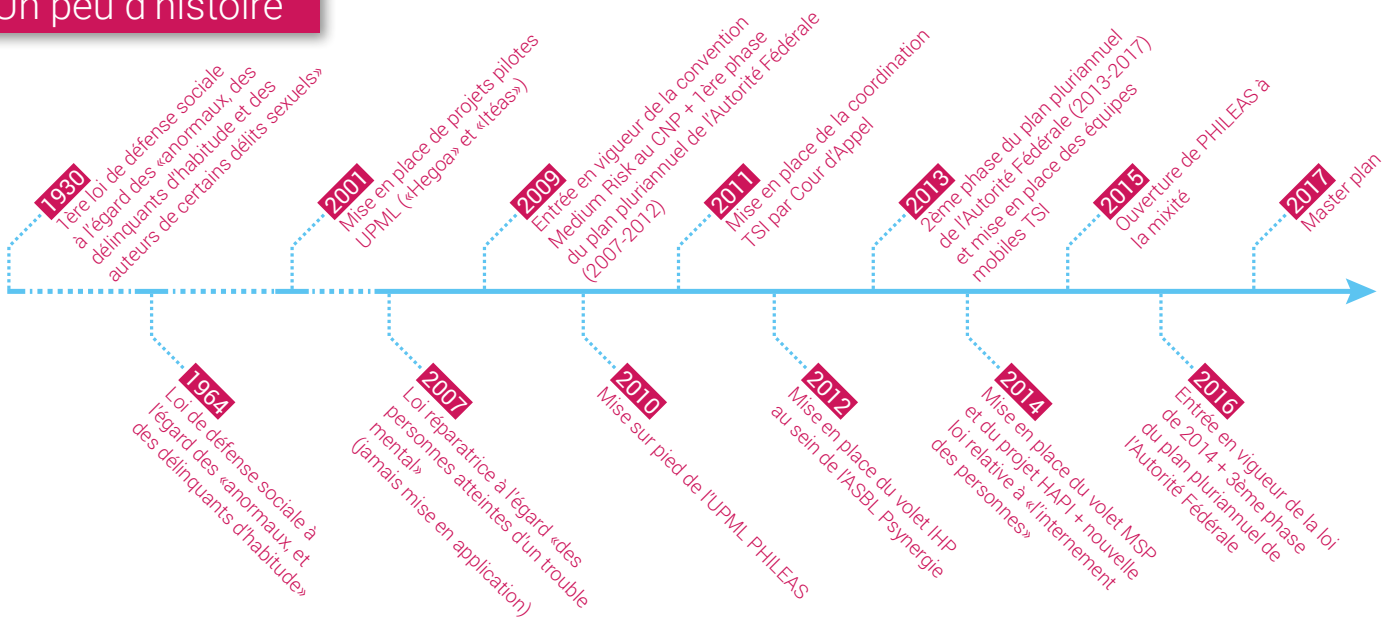 Un peu d'histoire
1930
1ère loi de défense sociale
à l'égard des «anormaux, des
délinquants d'habitude et des
auteurs de certains délits sexuels»
1964
Loi de défense sociale à
l'égard des «anormaux, et
des délinquants d'habitude»
2001
Mise en place de projets pilotes
UPML («Hegoa» et «Itéas»)
2007
Loi réparatrice à l'égard «des
personnes atteintes d'un trouble
mental»
(jamais mise en application)
2009
Entrée en vigueur de la convention
Medium Risk au CNP + 1ère phase
du plan pluriannuel de l'Autorité Fédérale
(2007-2012)
2010
Mise sur pied de l'UPML PHILEAS
2011
Mise en place de la coordination
TSI par Cour d'Appel
2012
Mise en place du volet IHP
au sein de l'ASBL Psynergie
2013
2ème phase du plan pluriannuel
de l'Autorité Fédérale (2013-2017)
et mise en place des équipes
mobiles TSI
2014
Mise en place du volet MSP
et du projet HAPI + nouvelle
loi relative à «l'internement
des personnes»
2015
Ouverture de PHILEAS à
la mixité
2016
Entrée en vigueur de la loi
de 2014 + 3ème phase
du plan pluriannuel de
l'Autorité Fédérale
2017
Master plan